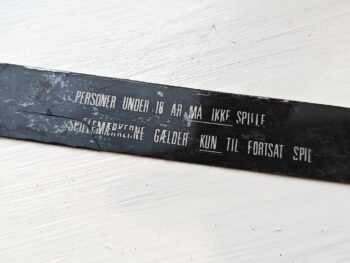 PERSONER UNDER 18 ÅR MÅ IKKE SPILLE
SPILLEMÆRKERNE GÆLDER KUN TIL FORTSAT SPIL